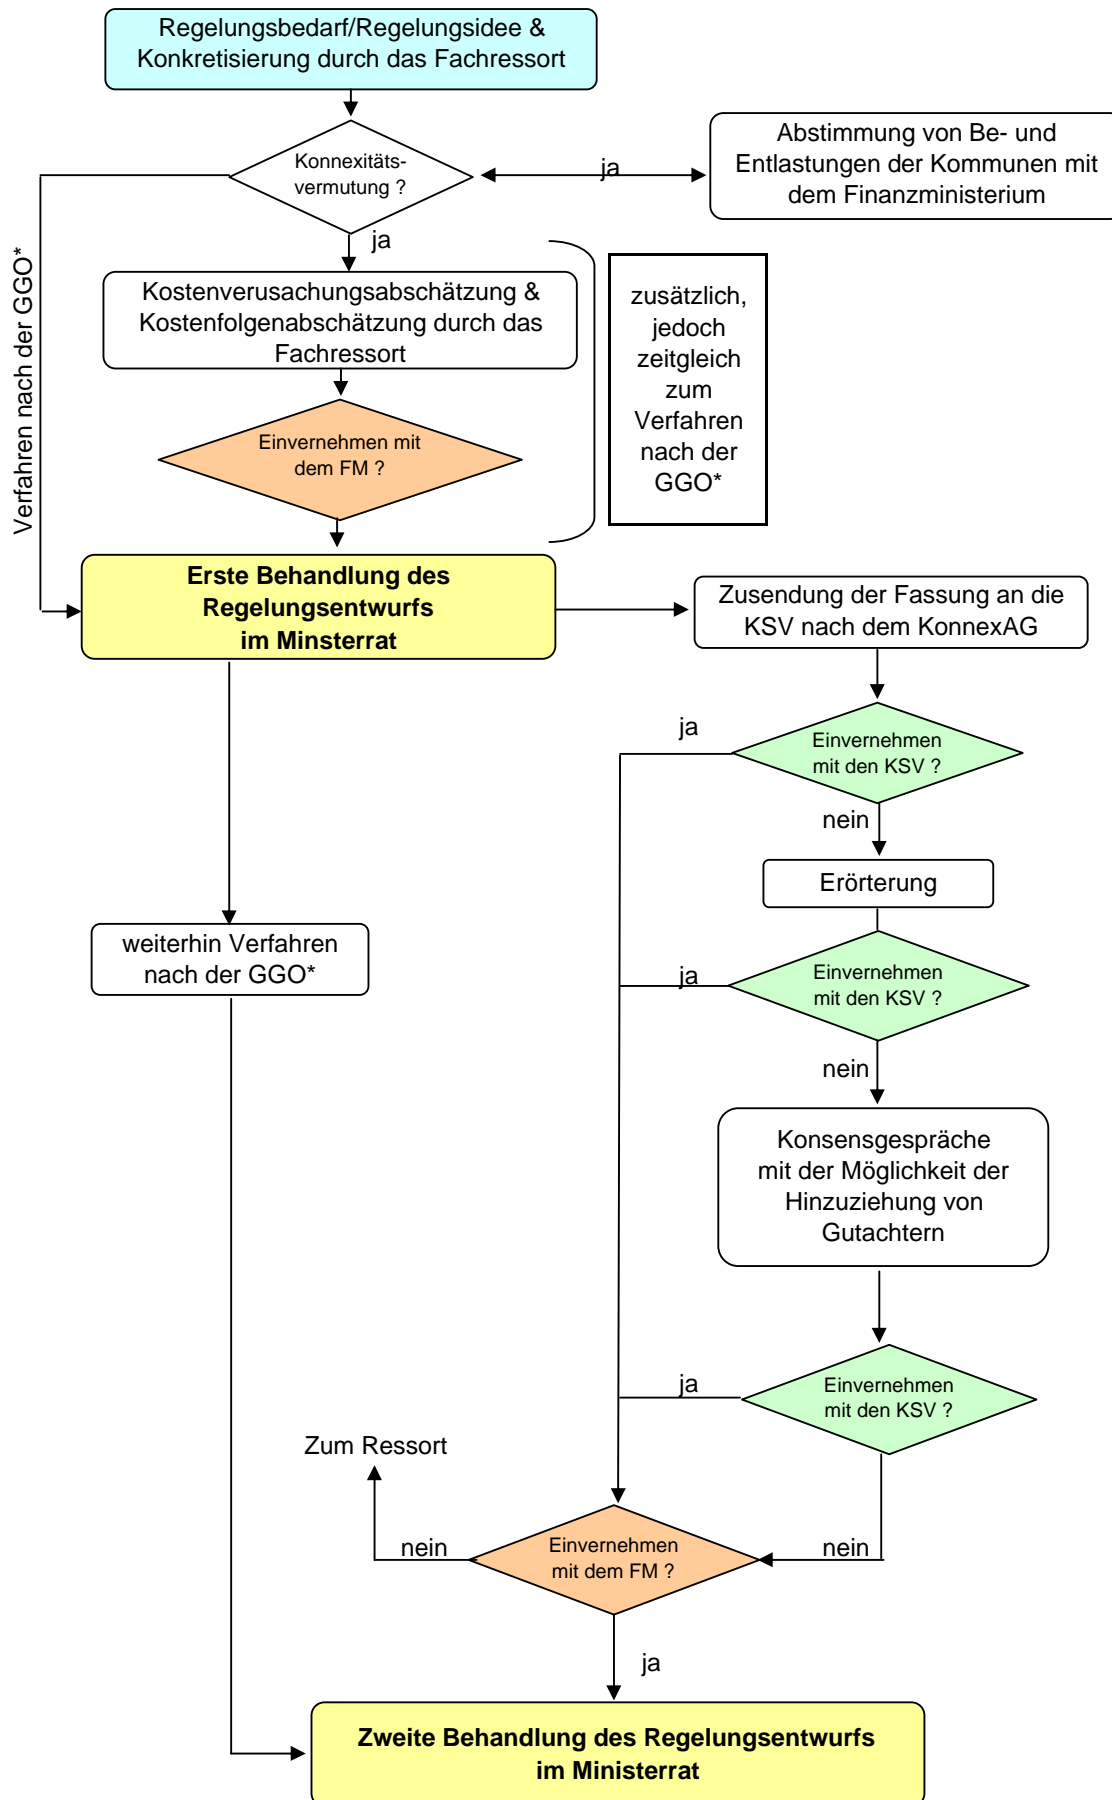 Regelungsbedarf/Regelungsidee &
Konkretisierung durch das Fachressort
Konnexitäts-
vermutung ?
ja
Abstimmung von Be- und
Entlastungen der Kommunen mit
dem Finanzministerium
ja
Verfahren nach der GGO*
Kostenverusachungsabschätzung &
Kostenfolgenabschätzung durch das
Fachressort
zusätzlich,
jedoch
zeitgleich
zum
Verfahren
nach der
GGO*
Einvernehmen mit
dem FM ?
Erste Behandlung des
Regelungsentwurfs
im Minsterrat
Zusendung der Fassung an die
KSV nach dem KonnexAG
ja
Einvernehmen
mit den KSV ?
nein
Erörterung
weiterhin Verfahren
nach der GGO*
ja
Einvernehmen
mit den KSV ?
nein
Konsensgespräche
mit der Möglichkeit der
Hinzuziehung von
Gutachtern
ja
Einvernehmen
mit den KSV ?
Zum Ressort
nein
Einvernehmen
mit dem FM ?
nein
ja
Zweite Behandlung des Regelungsentwurfs
im Ministerrat